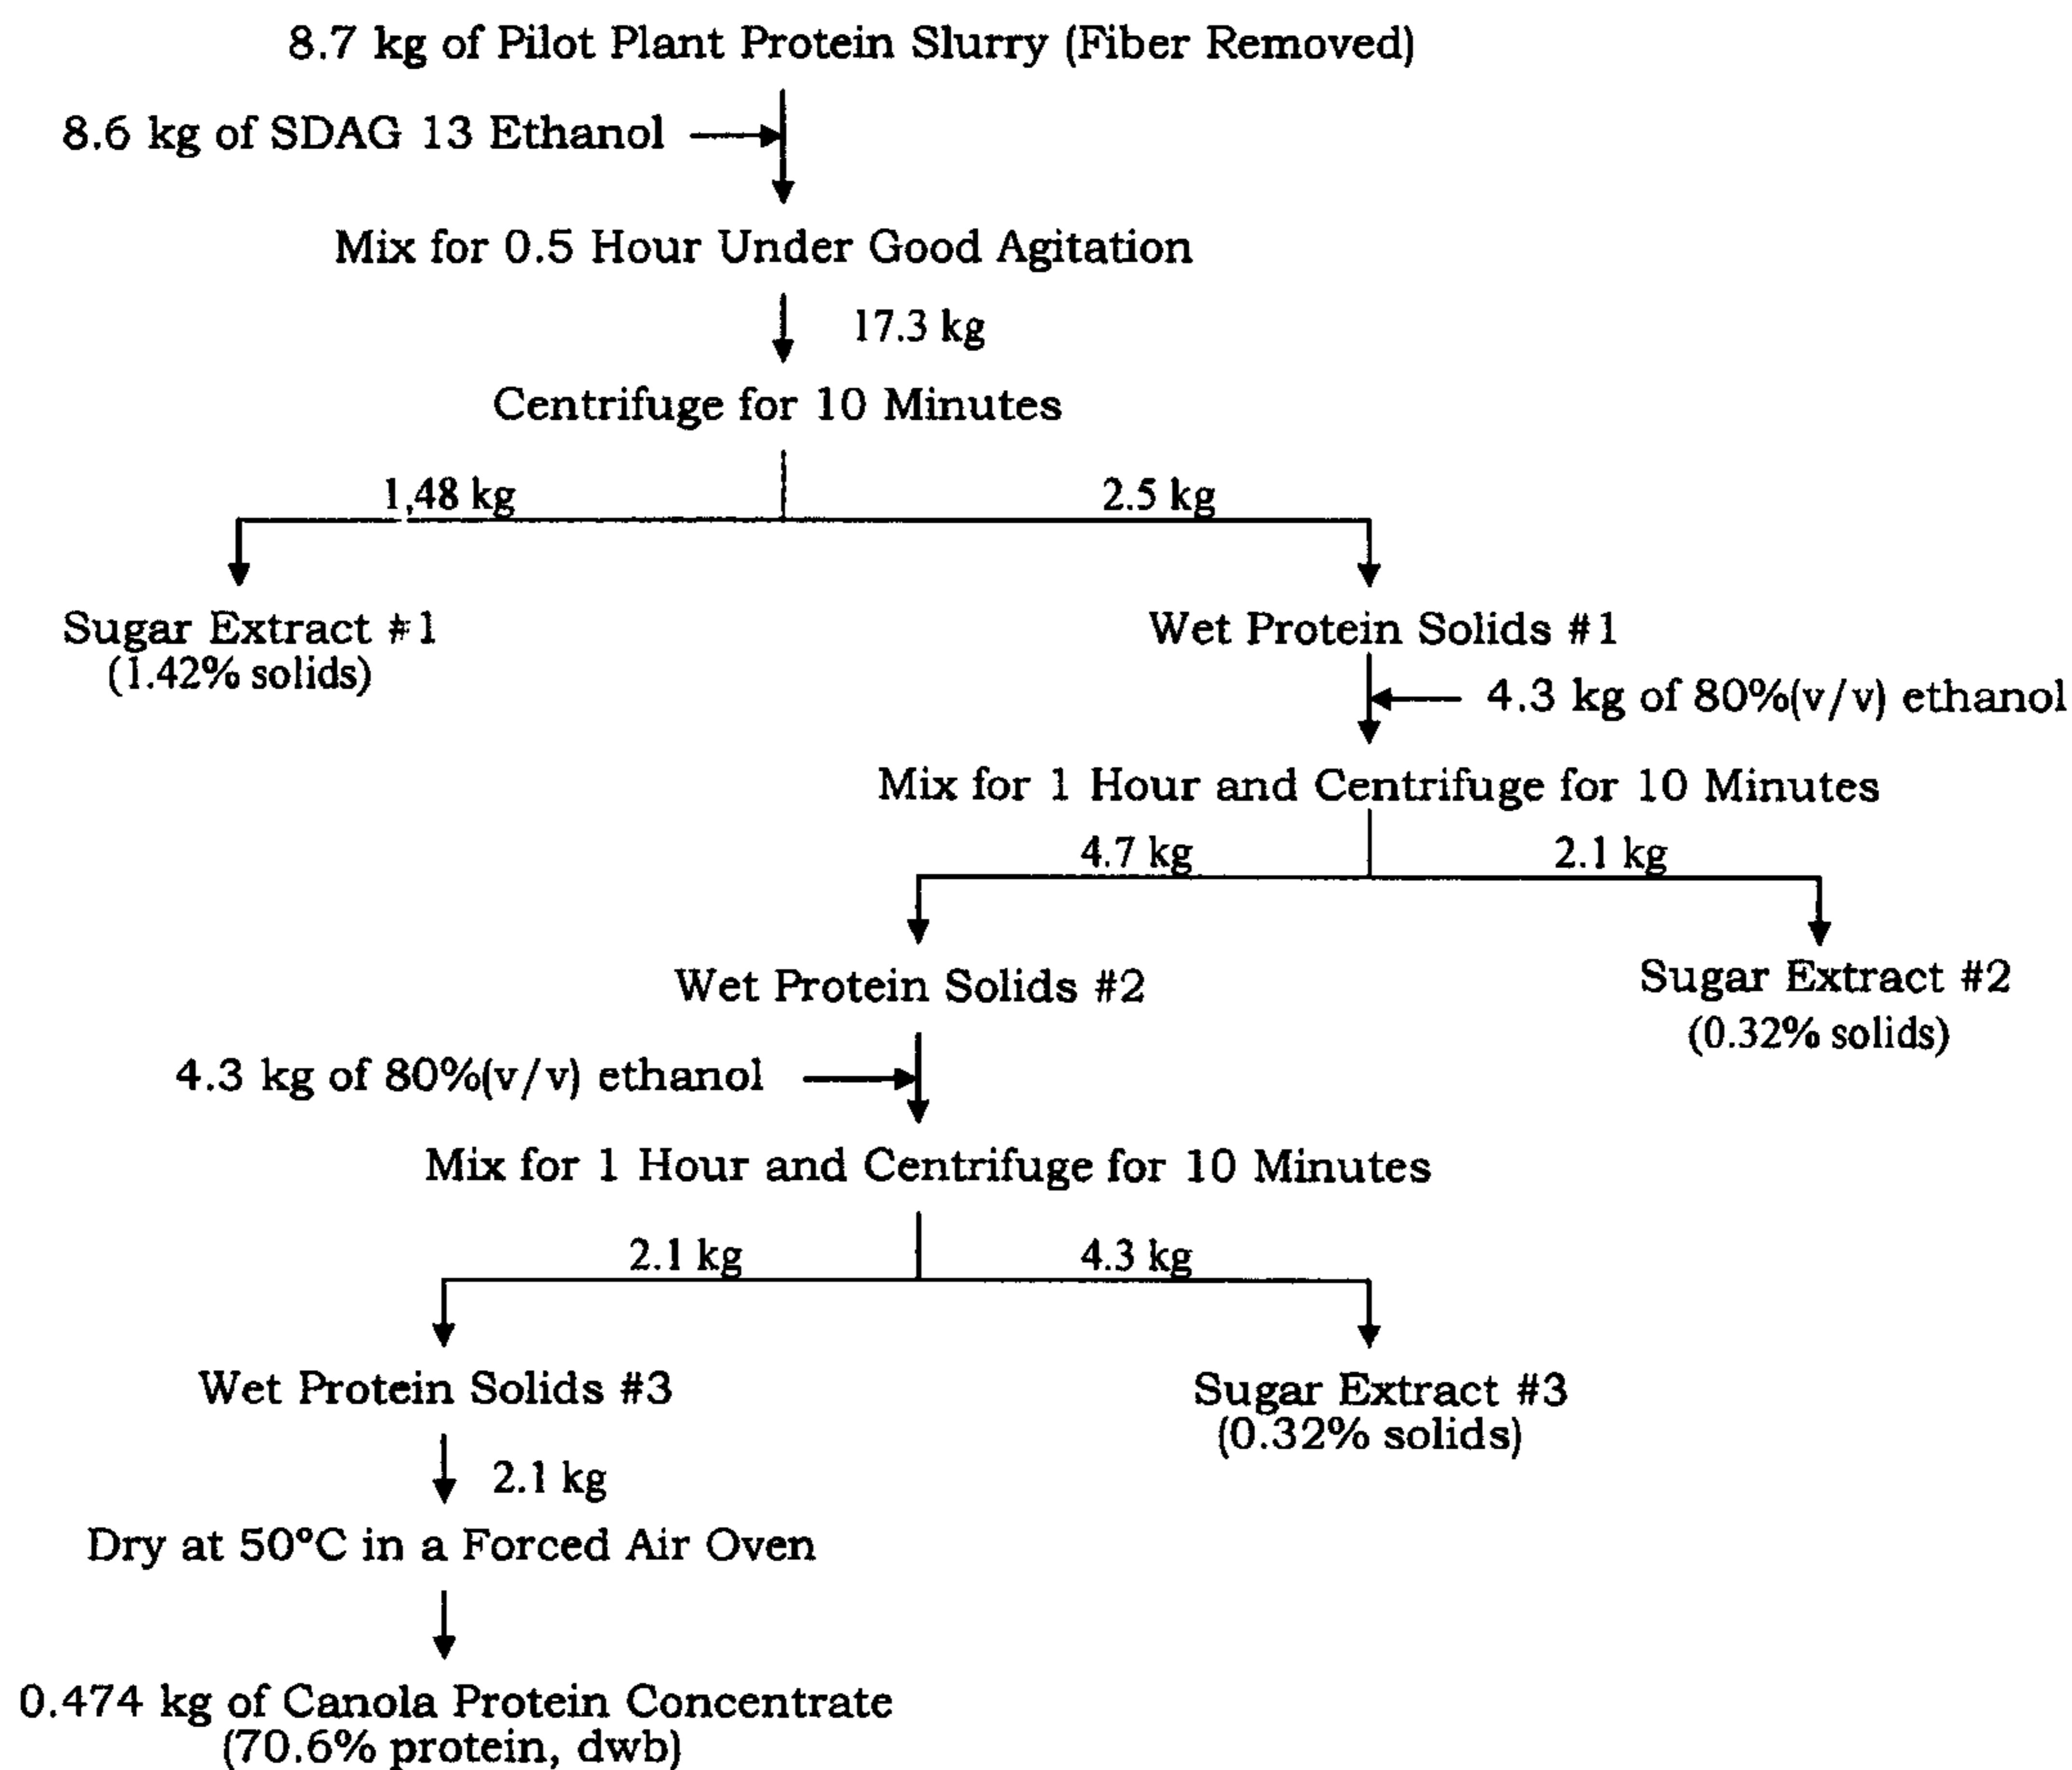 8.7 kg of Pilot Plant Protein Slurry (Fiber Removed)
8.6 kg of SDAG 13 Ethanol
Mix for 0.5 Hour Under Good Agitation
17.3 kg
Centrifuge for 10 Minutes
1,48 kg
2.5 kg
Sugar Extract #1
(1.42% solids)
Wet Protein Solids #1
4.3 kg of 80%(v/v) ethanol
Mix for 1 Hour and Centrifuge for 10 Minutes
4.7 kg
2.1 kg
Wet Protein Solids #2
Sugar Extract #2
(0.32% solids)
4.3 kg of 80%(v/v) ethanol
Mix for 1 Hour and Centrifuge for 10 Minutes
2.1 kg
4.3 kg
Wet Protein Solids #3
Sugar Extract #3
(0.32% solids)
2.1 kg
Dry at 50°C in a Forced Air Oven
0.474 kg of Canola Protein Concentrate
(70.6% protein, dwb)